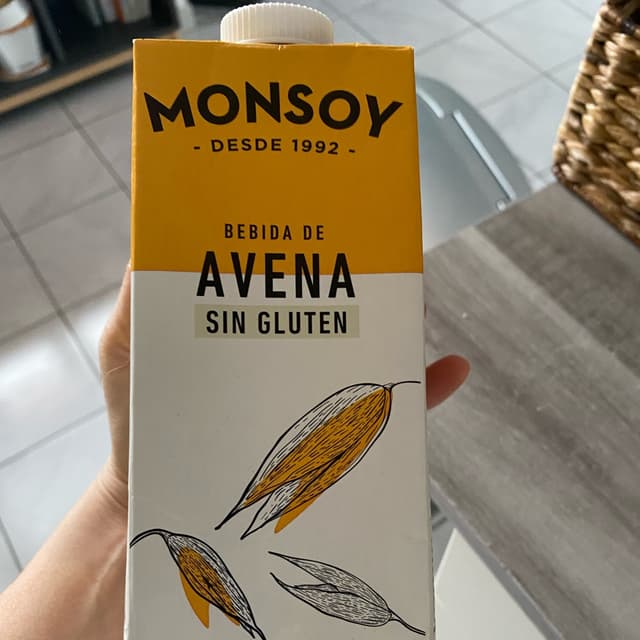 MONSOY
- DESDE 1992 -
BEBIDA DE
AVENA
SIN GLUTEN